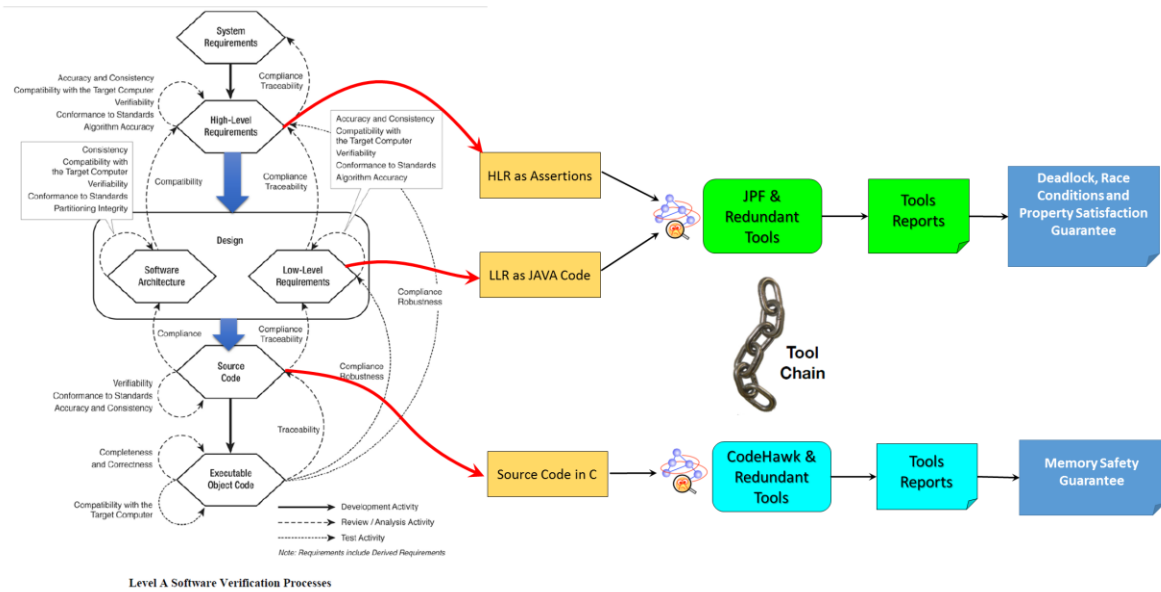 System
Requirements
Accuracy and Consistency
Compatibility with the Target Computer
Verifiability
Conformance to Standards
Algorithm Accuracy
Compliance
Traceability
High-Level
Requirements
Accuracy and Consistency
Compatibility with
the Target Computer
Verifiability
Conformance to Standards
Algorithm Accuracy
Consistency
Compatibility with
the Target Computer
Verifiability
Conformance to Standards
Partitioning Integrity
Compatibility
Compliance
Traceability
Design
Software
Architecture
Low-Level
Requirements
Compliance
Robustness
Compliance
Compliance
Traceability
Source
Code
Compliance
Robustness
Verifiability
Conformance to Standards
Accuracy and Consistency
Traceability
Completeness
and Correctness
Executable
Object Code
Compatibility with the
Target Computer
Development Activity
Review / Analysis Activity
Test Activity
Note: Requirements include Derived Requirements
Level A Software Verification Processes
HLR as Assertions
LLR as JAVA Code
JPF &
Redundant
Tools
Tools
Reports
Deadlock, Race
Conditions and
Property Satisfaction
Guarantee
Tool
Chain
Source Code in C
CodeHawk &
Redundant
Tools
Tools
Reports
Memory Safety
Guarantee